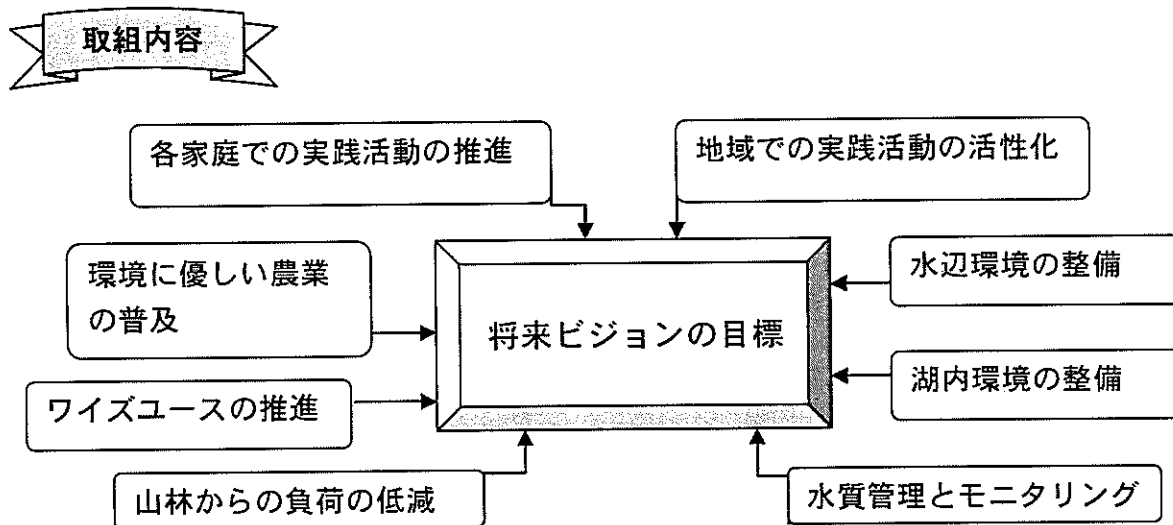 取組内容
各家庭での実践活動の推進
地域での実践活動の活性化
環境に優しい農業
の普及
水辺環境の整備
将来ビジョンの目標
湖内環境の整備
ワイズユースの推進
山林からの負荷の低減
水質管理とモニタリング